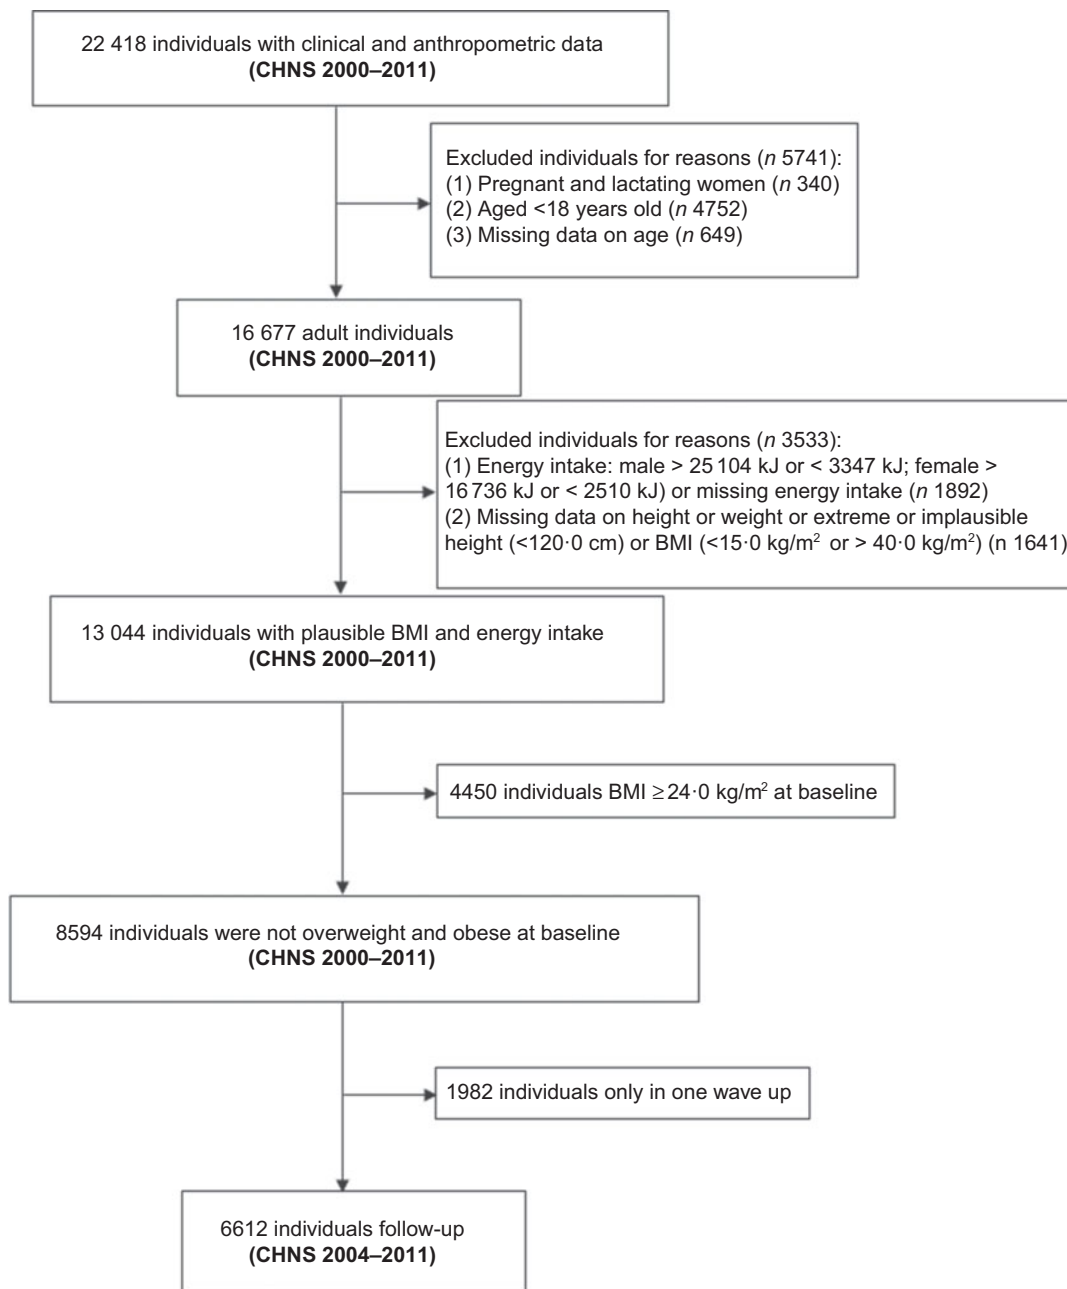 22 418 individuals with clinical and anthropometric data
(CHNS 2000–2011)
Excluded individuals for reasons (n 5741):
(1) Pregnant and lactating women (n 340)
(2) Aged <18 years old (n 4752)
(3) Missing data on age (n 649)
16 677 adult individuals
(CHNS 2000–2011)
Excluded individuals for reasons (n 3533):
(1) Energy intake: male > 25 104 kJ or < 3347 kJ; female >
16 736 kJ or < 2510 kJ) or missing energy intake (n 1892)
(2) Missing data on height or weight or extreme or implausible
height (<120·0 cm) or BMI (<15·0 kg/m² or > 40·0 kg/m²) (n 1641)
13 044 individuals with plausible BMI and energy intake
(CHNS 2000–2011)
4450 individuals BMI ≥24·0 kg/m² at baseline
8594 individuals were not overweight and obese at baseline
(CHNS 2000–2011)
1982 individuals only in one wave up
6612 individuals follow-up
(CHNS 2004–2011)